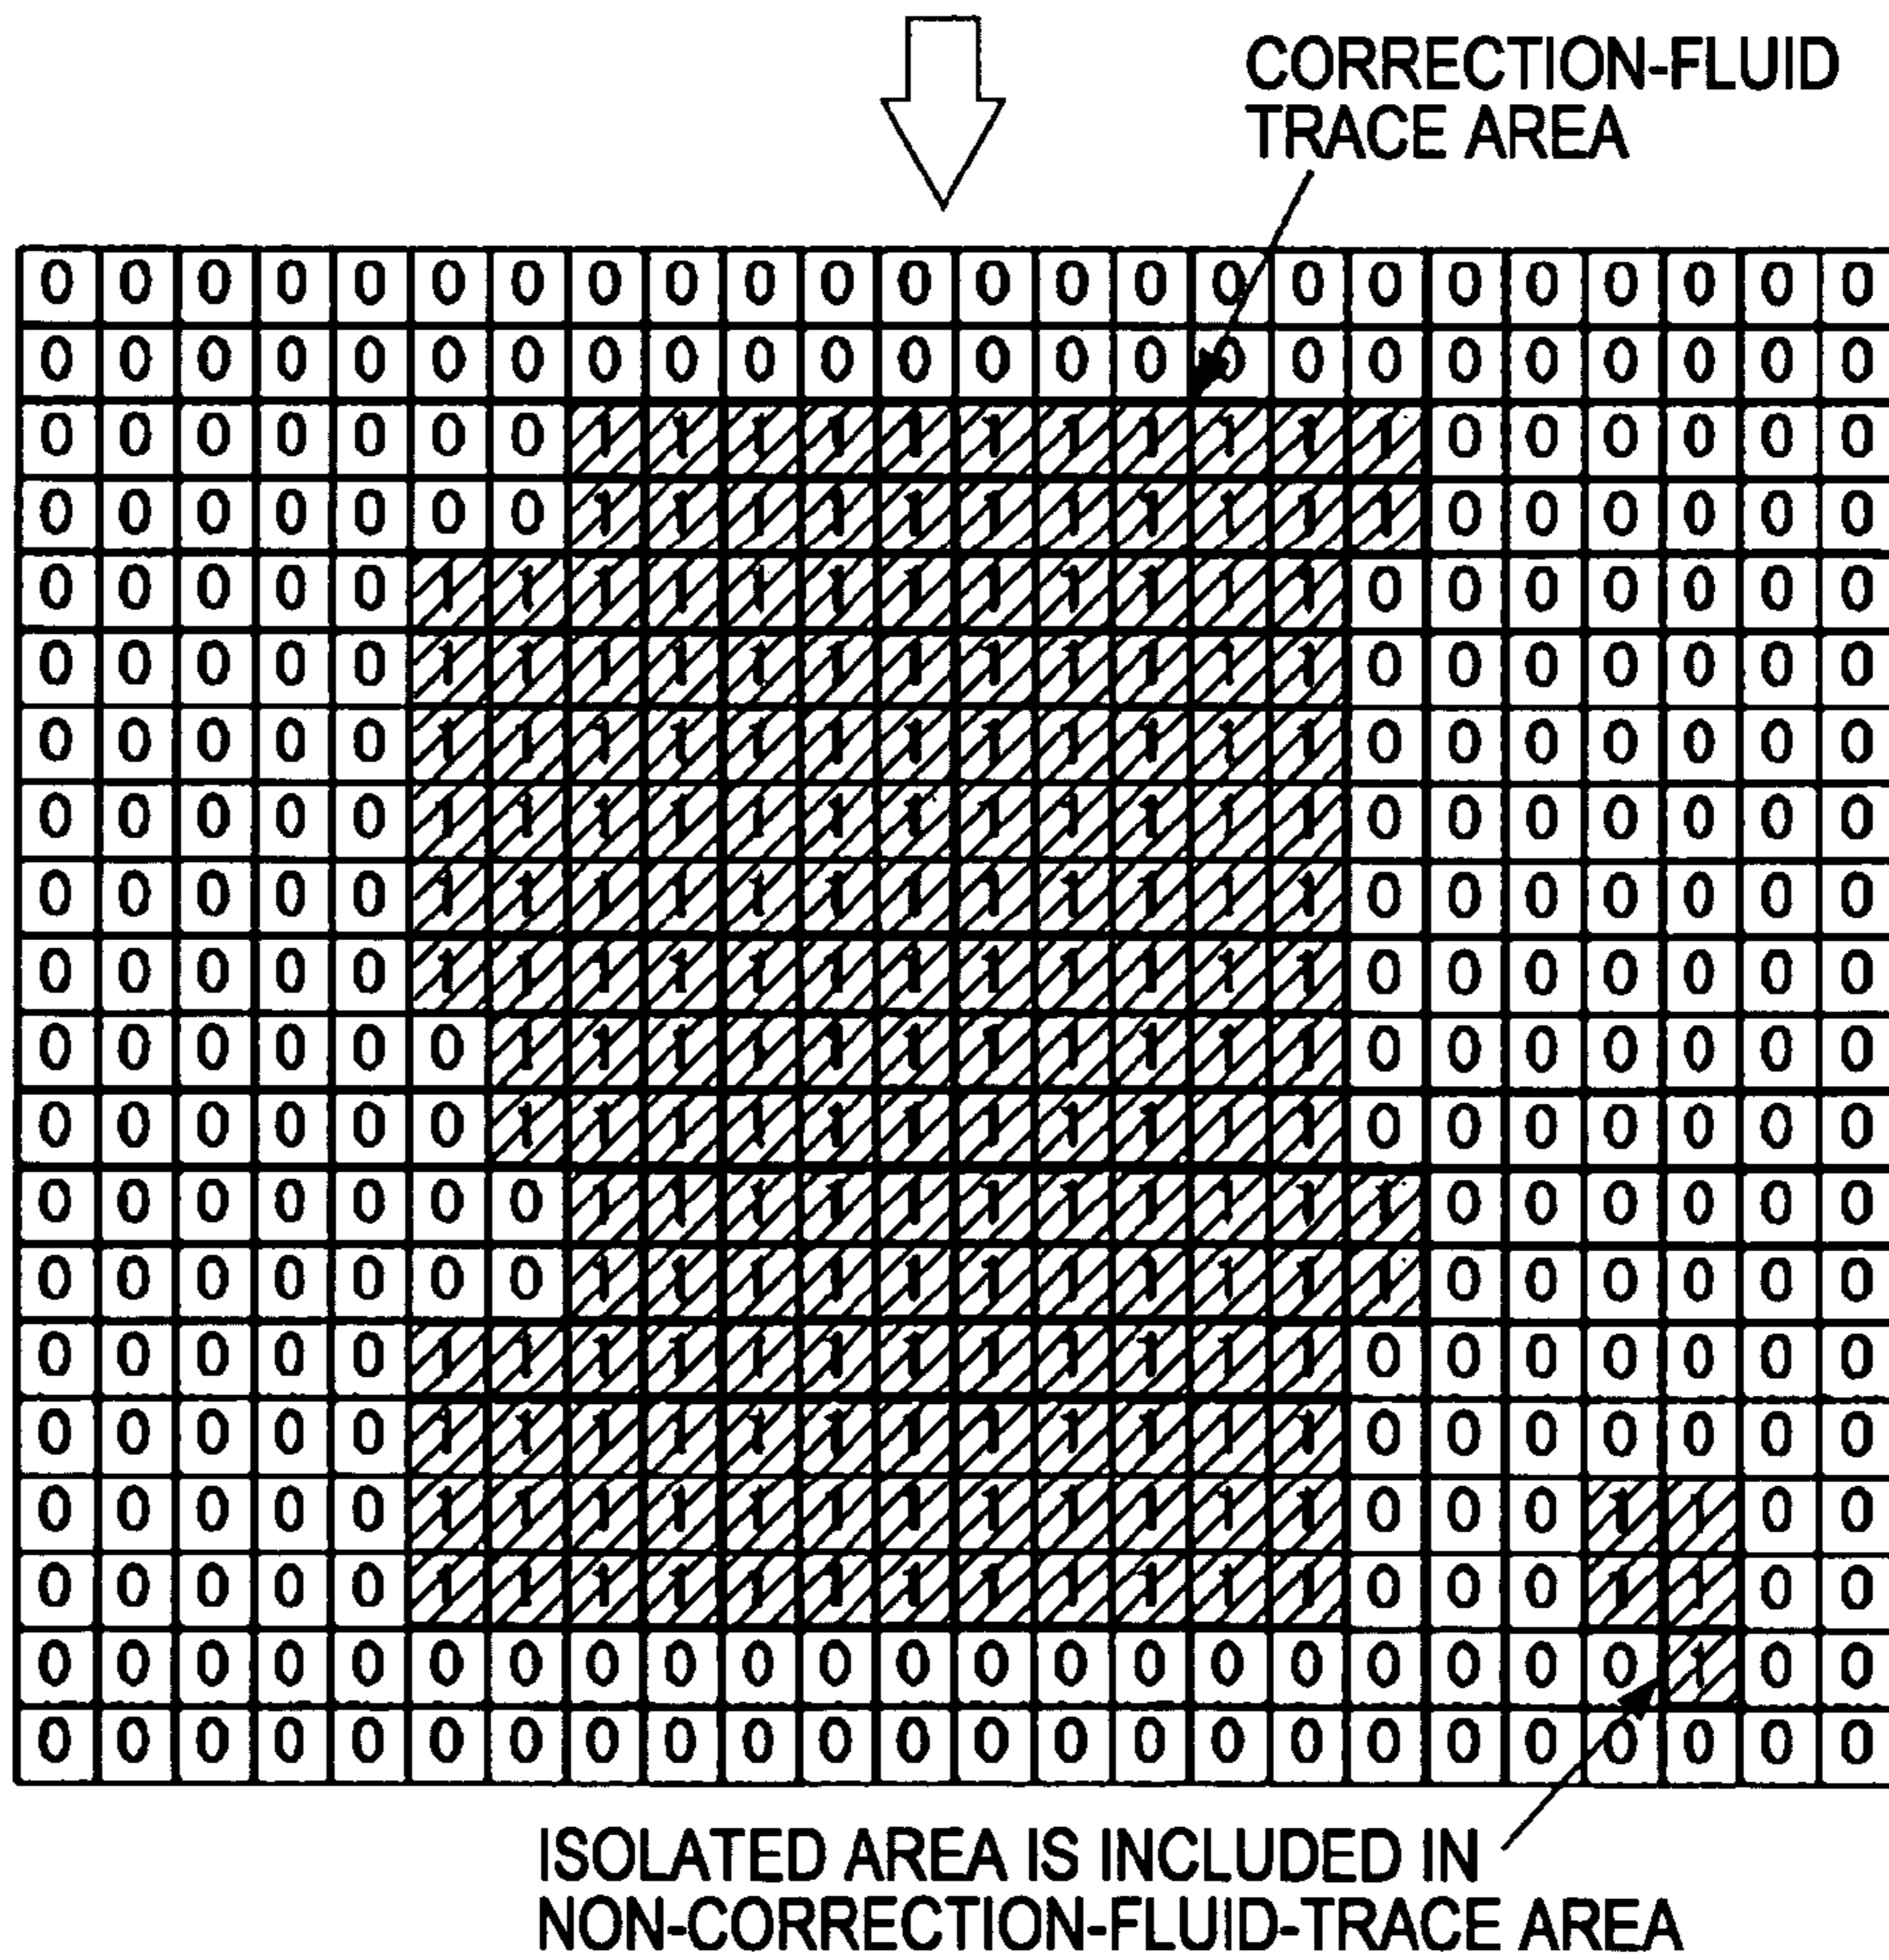 CORRECTION-FLUID
TRACE AREA
0 0 0 0 0 0 0 0 0 0 0 0 0 0 0 0 0 0 0 0 0 0 0 0
0 0 0 0 0 0 0 0 0 0 0 0 0 0 0 0 0 0 0 0 0 0 0 0
0 0 0 0 0 0 0 1 1 1 1 1 1 1 1 1 1 1 0 0 0 0 0 0
0 0 0 0 0 0 0 1 1 1 1 1 1 1 1 1 1 1 0 0 0 0 0 0
0 0 0 0 0 1 1 1 1 1 1 1 1 1 1 1 1 0 0 0 0 0 0 0
0 0 0 0 0 1 1 1 1 1 1 1 1 1 1 1 1 0 0 0 0 0 0 0
0 0 0 0 0 1 1 1 1 1 1 1 1 1 1 1 1 0 0 0 0 0 0 0
0 0 0 0 0 1 1 1 1 1 1 1 1 1 1 1 1 0 0 0 0 0 0 0
0 0 0 0 0 1 1 1 1 1 1 1 1 1 1 1 1 0 0 0 0 0 0 0
0 0 0 0 0 1 1 1 1 1 1 1 1 1 1 1 1 0 0 0 0 0 0 0
0 0 0 0 0 0 1 1 1 1 1 1 1 1 1 1 1 0 0 0 0 0 0 0
0 0 0 0 0 0 1 1 1 1 1 1 1 1 1 1 1 0 0 0 0 0 0 0
0 0 0 0 0 0 0 1 1 1 1 1 1 1 1 1 1 1 0 0 0 0 0 0
0 0 0 0 0 0 0 1 1 1 1 1 1 1 1 1 1 1 0 0 0 0 0 0
0 0 0 0 0 1 1 1 1 1 1 1 1 1 1 1 1 0 0 0 0 0 0 0
0 0 0 0 0 1 1 1 1 1 1 1 1 1 1 1 1 0 0 0 0 0 0 0
0 0 0 0 0 1 1 1 1 1 1 1 1 1 1 1 1 0 0 0 1 1 0 0
0 0 0 0 0 1 1 1 1 1 1 1 1 1 1 1 1 0 0 0 1 1 0 0
0 0 0 0 0 0 0 0 0 0 0 0 0 0 0 0 0 0 0 0 0 1 0 0
0 0 0 0 0 0 0 0 0 0 0 0 0 0 0 0 0 0 0 0 0 0 0 0
ISOLATED AREA IS INCLUDED IN
NON-CORRECTION-FLUID-TRACE AREA